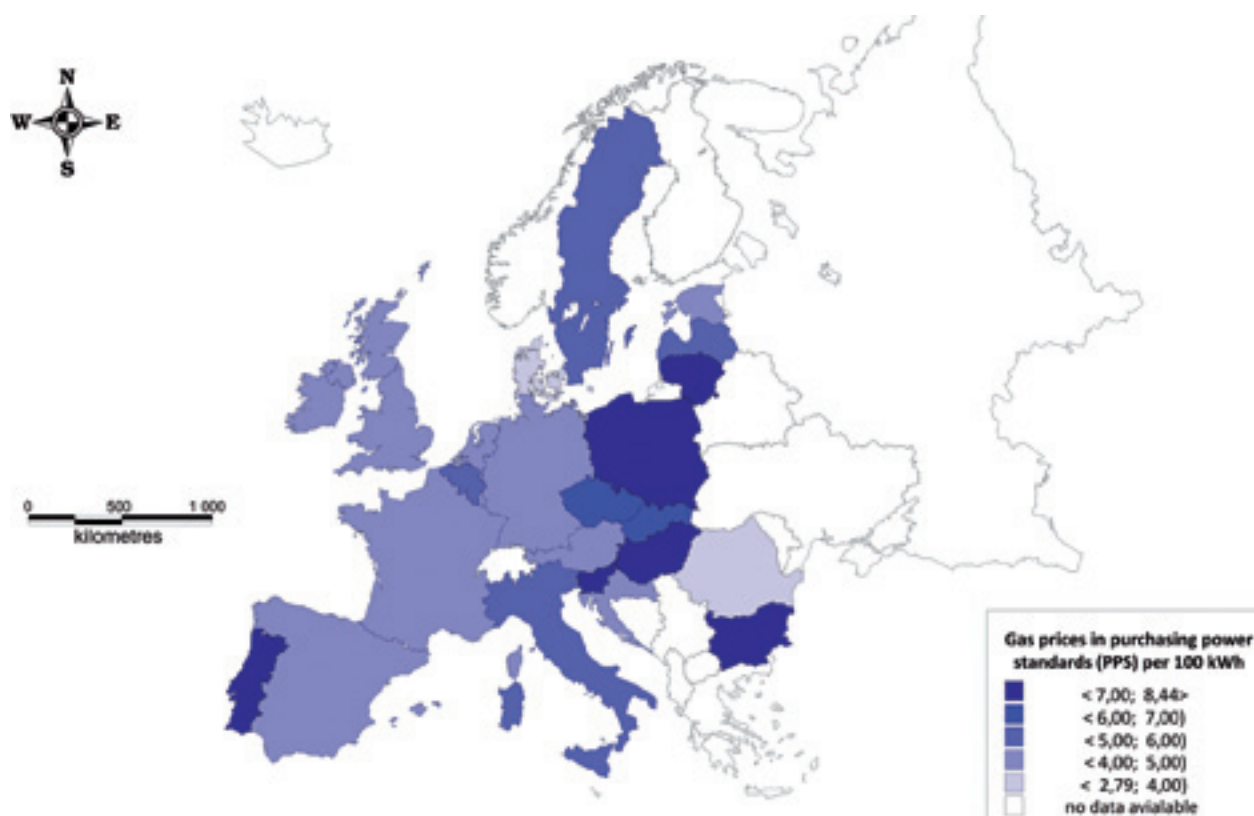 N
W E
S
0 500 1 000
kilometres
Gas prices in purchasing power
standards (PPS) per 100 kWh
< 7,00; 8,44>
<6,00; 7,00)
<5,00; 6,00)
<4,00; 5,00)
< 2,79; 4,00)
no data avialable